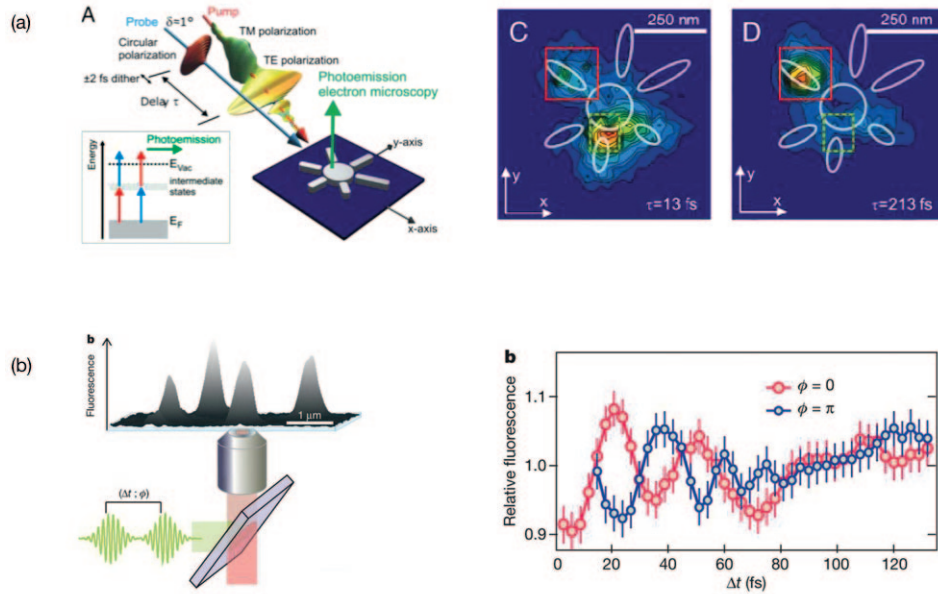 (a)
A
Probe
δ=1°
Pump
Circular
polarization
TM polarization
TE polarization
±2 fs dither
Delay τ
Photoemission
electron microscopy
y-axis
x-axis
Energy
Photoemission
EVac
intermediate
states
EF
C
250 nm
y
x
τ=13 fs
D
250 nm
y
x
τ=213 fs
(b)
b
Fluorescence
1 μm
(Δt ; φ)
b
Relative fluorescence
1.1
1.0
0.9
ϕ = 0
ϕ = π
0 20 40 60 80 100 120
Δt (fs)